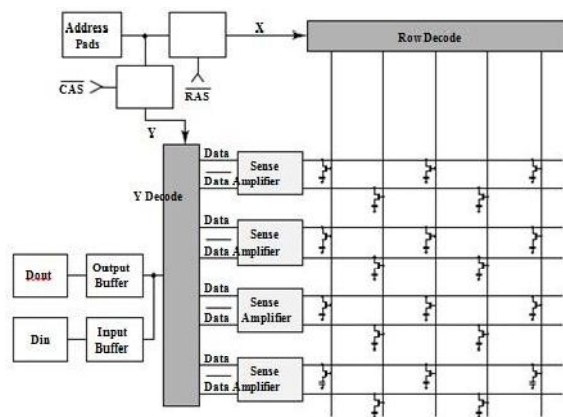 Address
Pads
X
Row Decode
CAS
RAS
Y
Y Decode
Data
Data
Sense
Amplifier
Data
Data
Sense
Amplifier
Data
Data
Sense
Amplifier
Data
Data
Sense
Amplifier
Dout
Output
Buffer
Din
Input
Buffer